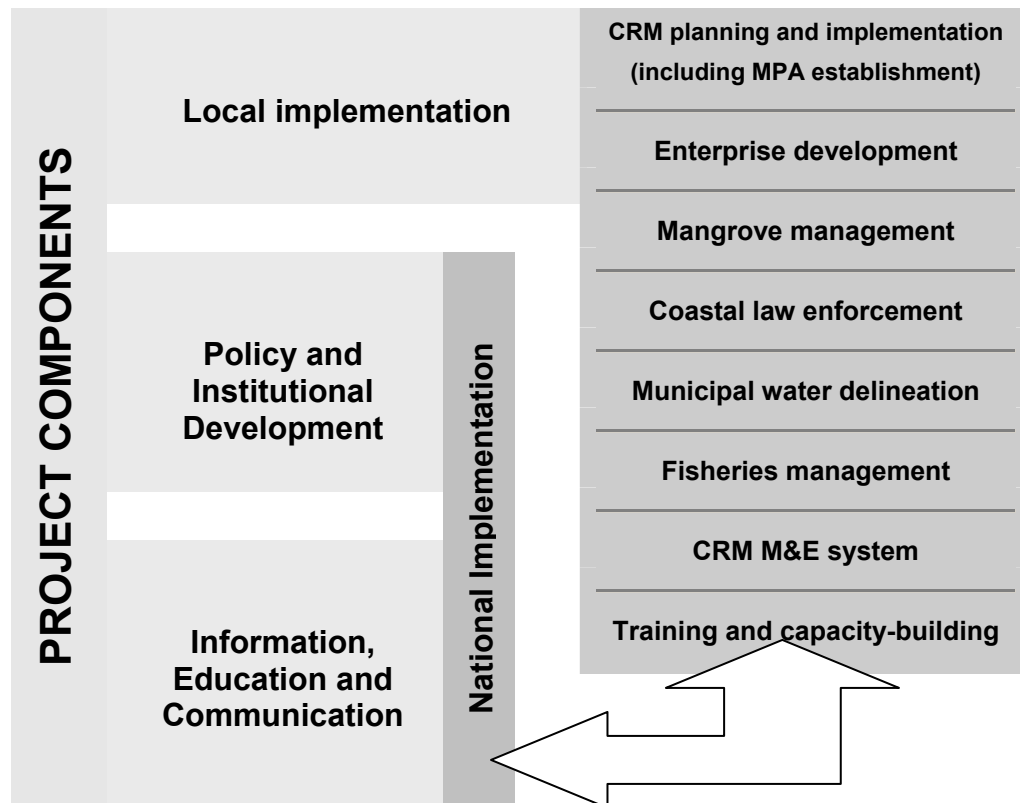 PROJECT COMPONENTS
Local implementation
Policy and
Institutional
Development
Information,
Education and
Communication
National Implementation
CRM planning and implementation
(including MPA establishment)
Enterprise development
Mangrove management
Coastal law enforcement
Municipal water delineation
Fisheries management
CRM M&E system
Training and capacity-building